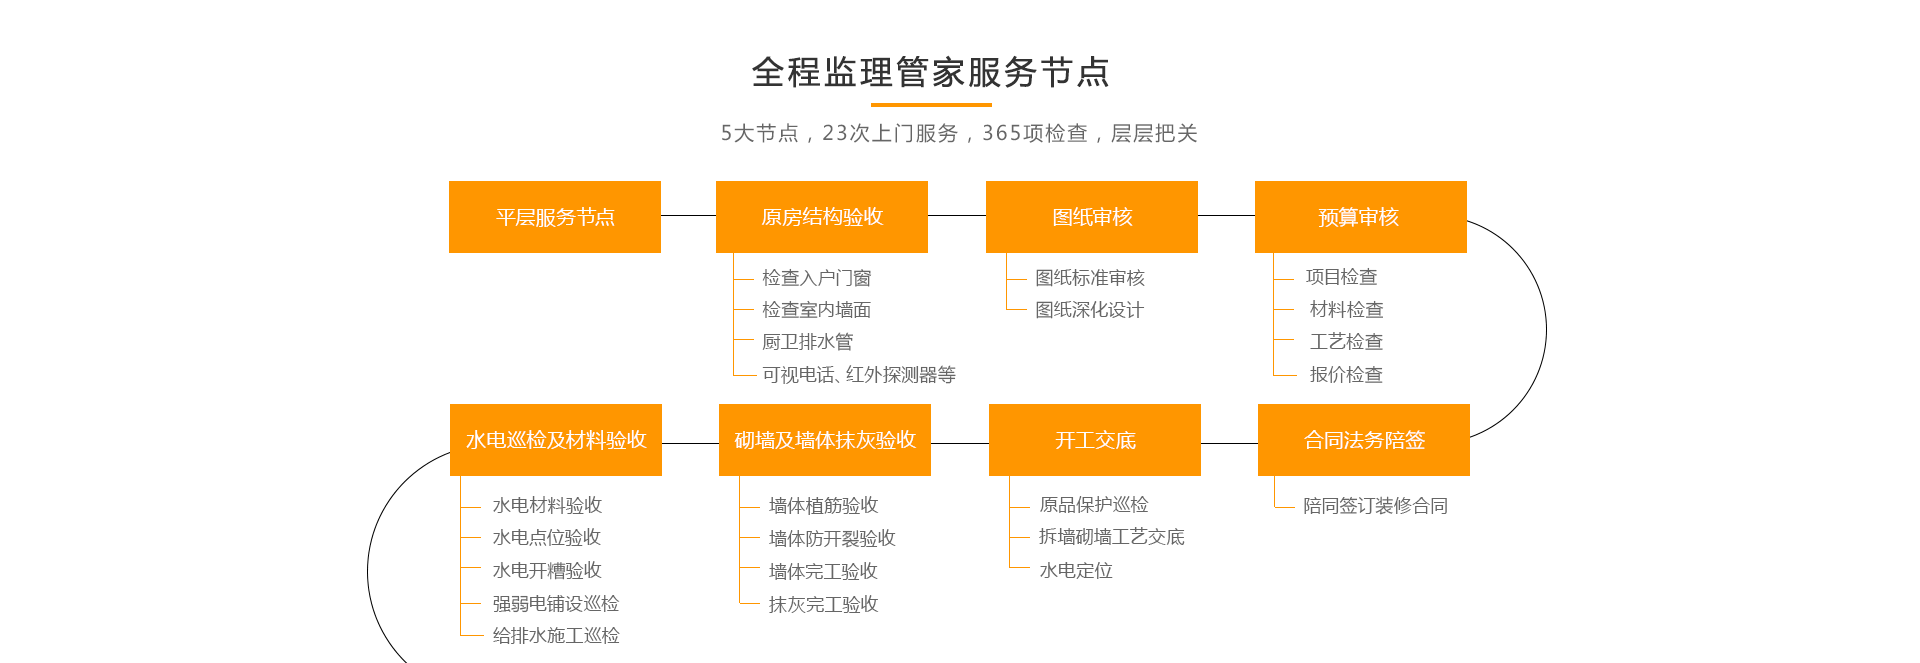 全程监理管家服务节点
5大节点，23次上门服务，365项检查，层层把关
平层服务节点
原房结构验收
检查入户门窗
检查室内墙面
厨卫排水管
可视电话、红外探测器等
图纸审核
图纸标准审核
图纸深化设计
预算审核
项目检查
材料检查
工艺检查
报价检查
水电巡检及材料验收
水电材料验收
水电点位验收
水电开糟验收
强弱电铺设巡检
给排水施工巡检
砌墙及墙体抹灰验收
墙体植筋验收
墙体防开裂验收
墙体完工验收
抹灰完工验收
开工交底
原品保护巡检
拆墙砌墙工艺交底
水电定位
合同法务陪签
陪同签订装修合同